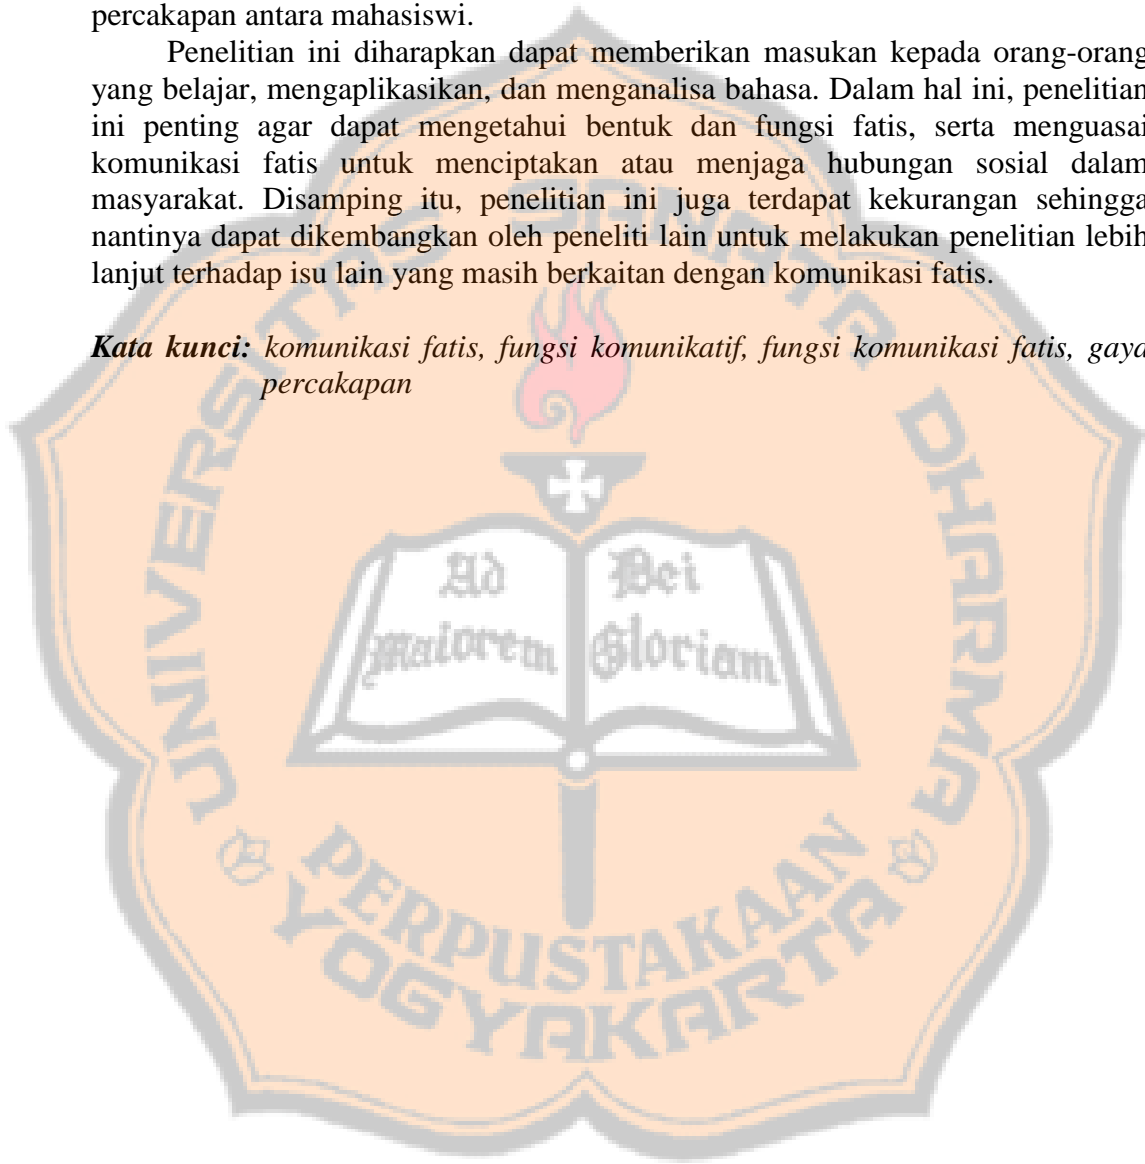 percakapan antara mahasiswi.
Penelitian ini diharapkan dapat memberikan masukan kepada orang-orang
yang belajar, mengaplikasikan, dan menganalisa bahasa. Dalam hal ini, penelitian
ini penting agar dapat mengetahui bentuk dan fungsi fatis, serta menguasai
komunikasi fatis untuk menciptakan atau menjaga hubungan sosial dalam
masyarakat. Disamping itu, penelitian ini juga terdapat kekurangan sehingga
nantinya dapat dikembangkan oleh peneliti lain untuk melakukan penelitian lebih
lanjut terhadap isu lain yang masih berkaitan dengan komunikasi fatis.
Kata kunci: komunikasi fatis, fungsi komunikatif, fungsi komunikasi fatis, gaya
percakapan
UNIVERSITAS SANATA DHARMA
Ad Dei
maiorem Gloriam
PERPUSTAKAAN
YOGYAKARTA